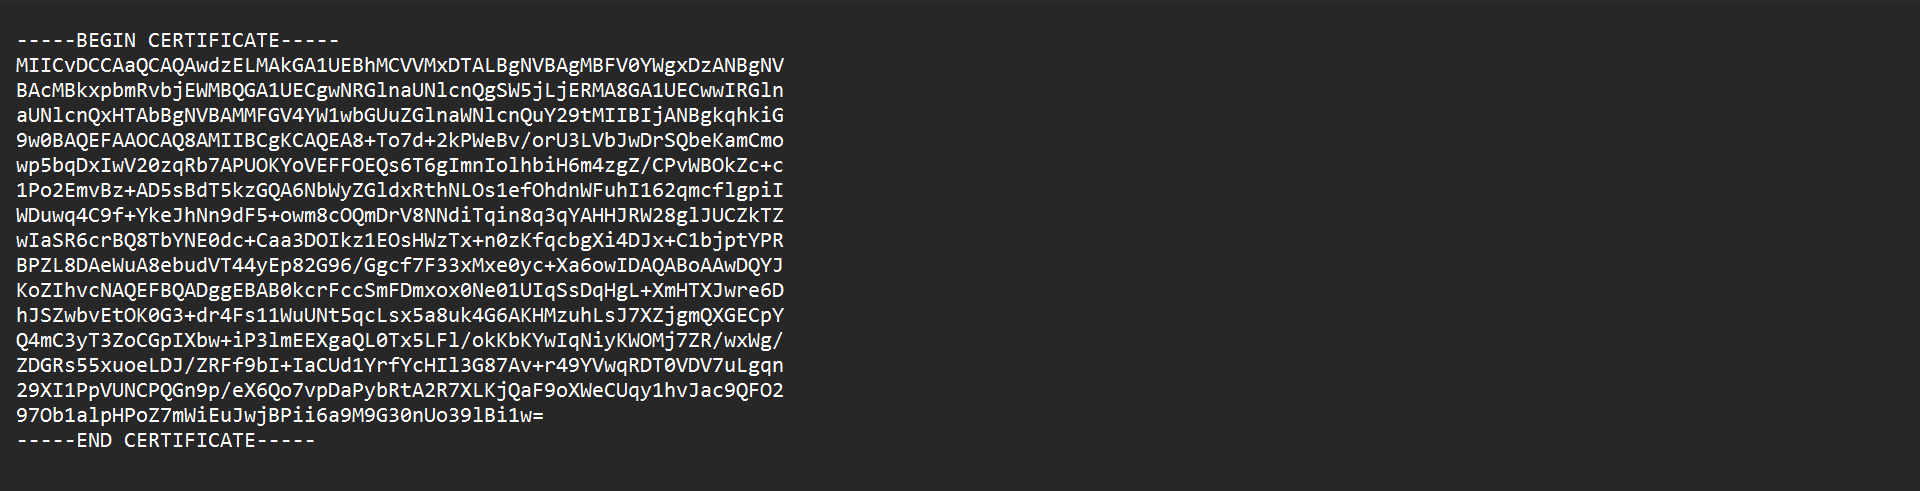 -----BEGIN CERTIFICATE-----
MIICvDCCAaQCAQAwdzELMAkGA1UEBhMCVVMxDTALBgNVBAgMBFV0YWgxDzANBgNV
BAcMBkxpbmRvbjEWMBQGA1UECgwNRGlnaUNlcnQgSW5jLjERMA8GA1UECwwIRGln
aUNlcnQxHTAbBgNVBAMMFGV4YW1wbGUuZGlnaWNlcnQuY29tMIIBIjANBgkqhkiG
9w0BAQEFAAOCAQ8AMIIBCgKCAQEA8+To7d+2kPWeBv/orU3LVbJwDrSQbeKamCmo
wp5bqDxIwV20zqRb7APUOKYoVEFFOEQs6T6gImnIolhbiH6m4zgZ/CPvWBOkZc+c
1Po2EmvBz+AD5sBdT5kzGQA6NbWyZGldxRthNLOs1efOhdnWFuhI162qmcflgpiI
WDuwq4C9f+YkeJhNn9dF5+owm8cOQmDrV8NNdiTqin8q3qYAHHJRW28glJUCZkTZ
wIaSR6crBQ8TbYNE0dc+Caa3DOIkz1EOsHWzTx+n0zKfqcbgXi4DJx+C1bjptYPR
BPZL8DAeWuA8ebudVT44yEp82G96/Ggcf7F33xMxe0yc+Xa6owIDAQABoAAwDQYJ
KoZIhvcNAQEFBQADggEBAB0kcrFccSmFDmxox0Ne01UIqSsDqHgL+XmHTXJwre6D
hJSZwbvEtOK0G3+dr4Fs11WuUNt5qcLsx5a8uk4G6AKHMzuhLsJ7XZjgmQXGECpY
Q4mC3yT3ZoCGpIXbw+iP3lmEEXgaQL0Tx5LFl/okKbKYwIqNiyKWOMj7ZR/wxWg/
ZDGRs55xuoeLDJ/ZRFf9bI+IaCUd1YrfYcHIl3G87Av+r49YVwqRDT0VDV7uLgqn
29XI1PpVUNCPQGn9p/eX6Qo7vpDaPybRtA2R7XLKjQaF9oXWeCUqy1hvJac9QFO2
97Ob1alpHPoZ7mWiEuJwjBPii6a9M9G30nUo39lBi1w=
-----END CERTIFICATE-----